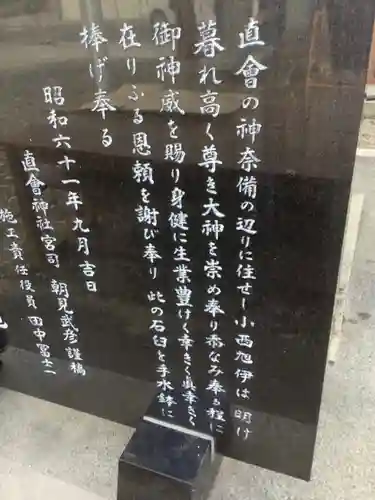 直會の神奈備の辺りに住せし小西旭伊は 明け
暮れ高く尊き大神を崇め奉り忝なみ奉る程に
御神威を賜り身健に生業豊けく幸きく眞幸きく
在りふる恩頼を謝び奉り 此の石臼を手水鉢に
捧げ奉る
昭和六十一年九月吉日
直會神社宮司 朝見武彦謹稿
施工責任役員 田中冨士一